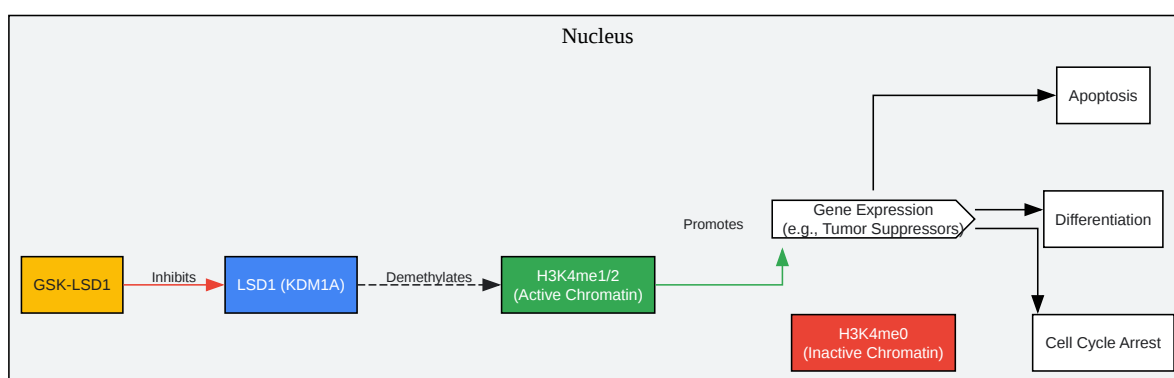 Nucleus
Apoptosis
Gene Expression
(e.g., Tumor Suppressors)
Promotes
Differentiation
GSK-LSD1
Inhibits
LSD1 (KDM1A)
Demethylates
H3K4me1/2
(Active Chromatin)
H3K4me0
(Inactive Chromatin)
Cell Cycle Arrest